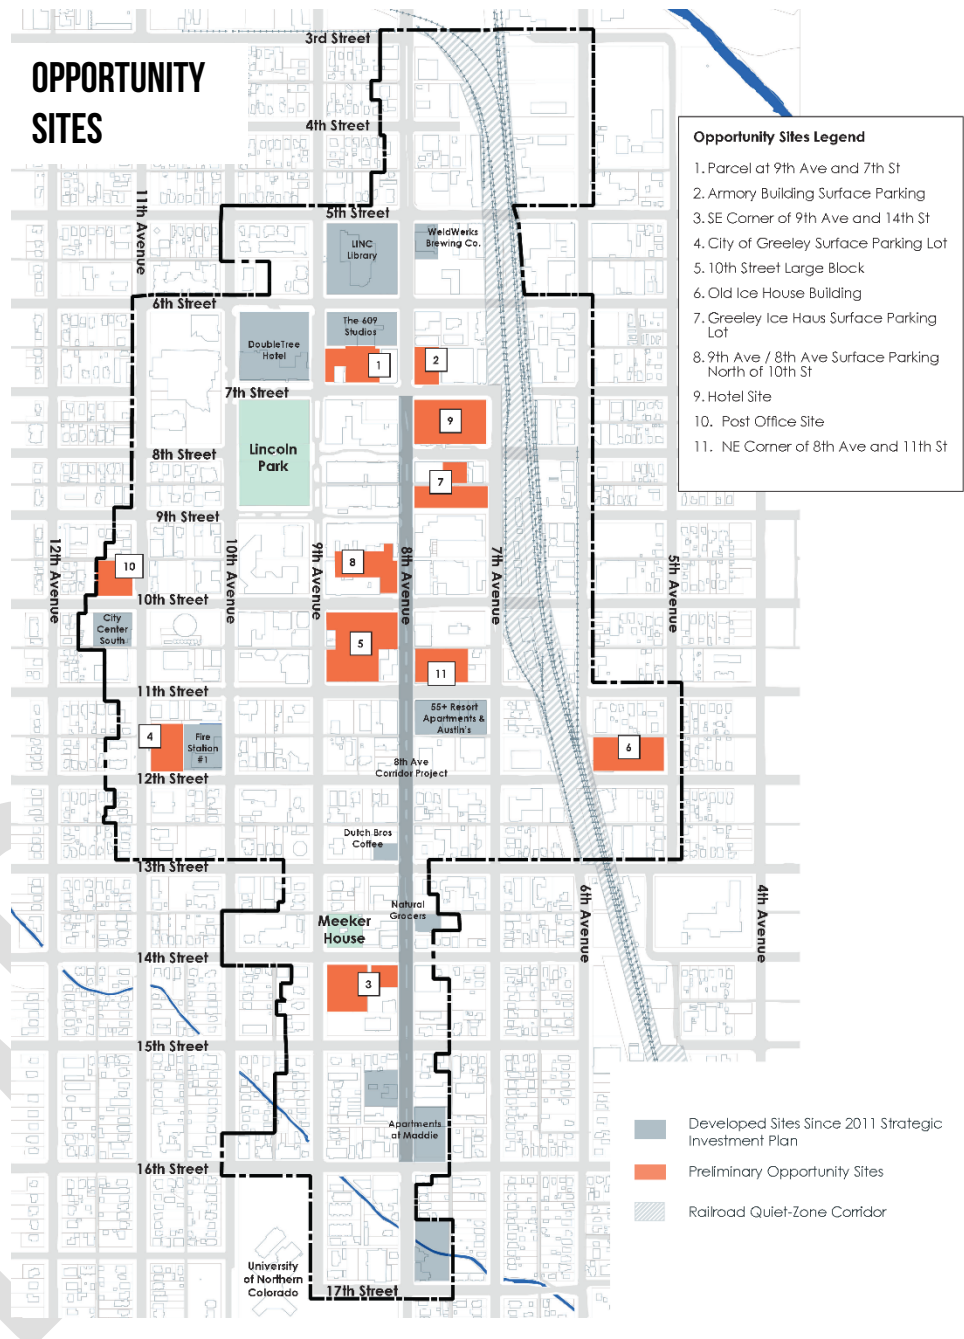 OPPORTUNITY
SITES
3rd Street
4th Street
5th Street
11th Avenue
LINC
Library
WeldWerks
Brewing Co.
6th Street
DoubleTree
Hotel
The 609
Studios
1
2
7th Street
Lincoln
Park
9
8th Street
7
9th Street
12th Avenue
10th Avenue
9th Avenue
8th Avenue
7th Avenue
5th Avenue
10
8
10th Street
City
Center
South
5
11
11th Street
4
Fire
Station
#1
55+ Resort
Apartments &
Austin's
6
8th Ave
Corridor Project
12th Street
Dutch Bros
Coffee
13th Street
6th Avenue
4th Avenue
Natural
Grocers
Meeker
House
14th Street
3
15th Street
Apartments
at Maddie
16th Street
University
of Northern
Colorado
17th Street
Opportunity Sites Legend
1. Parcel at 9th Ave and 7th St
2. Armory Building Surface Parking
3. SE Corner of 9th Ave and 14th St
4. City of Greeley Surface Parking Lot
5. 10th Street Large Block
6. Old Ice House Building
7. Greeley Ice Haus Surface Parking
Lot
8. 9th Ave / 8th Ave Surface Parking
North of 10th St
9. Hotel Site
10. Post Office Site
11. NE Corner of 8th Ave and 11th St
Developed Sites Since 2011 Strategic
Investment Plan
Preliminary Opportunity Sites
Railroad Quiet-Zone Corridor